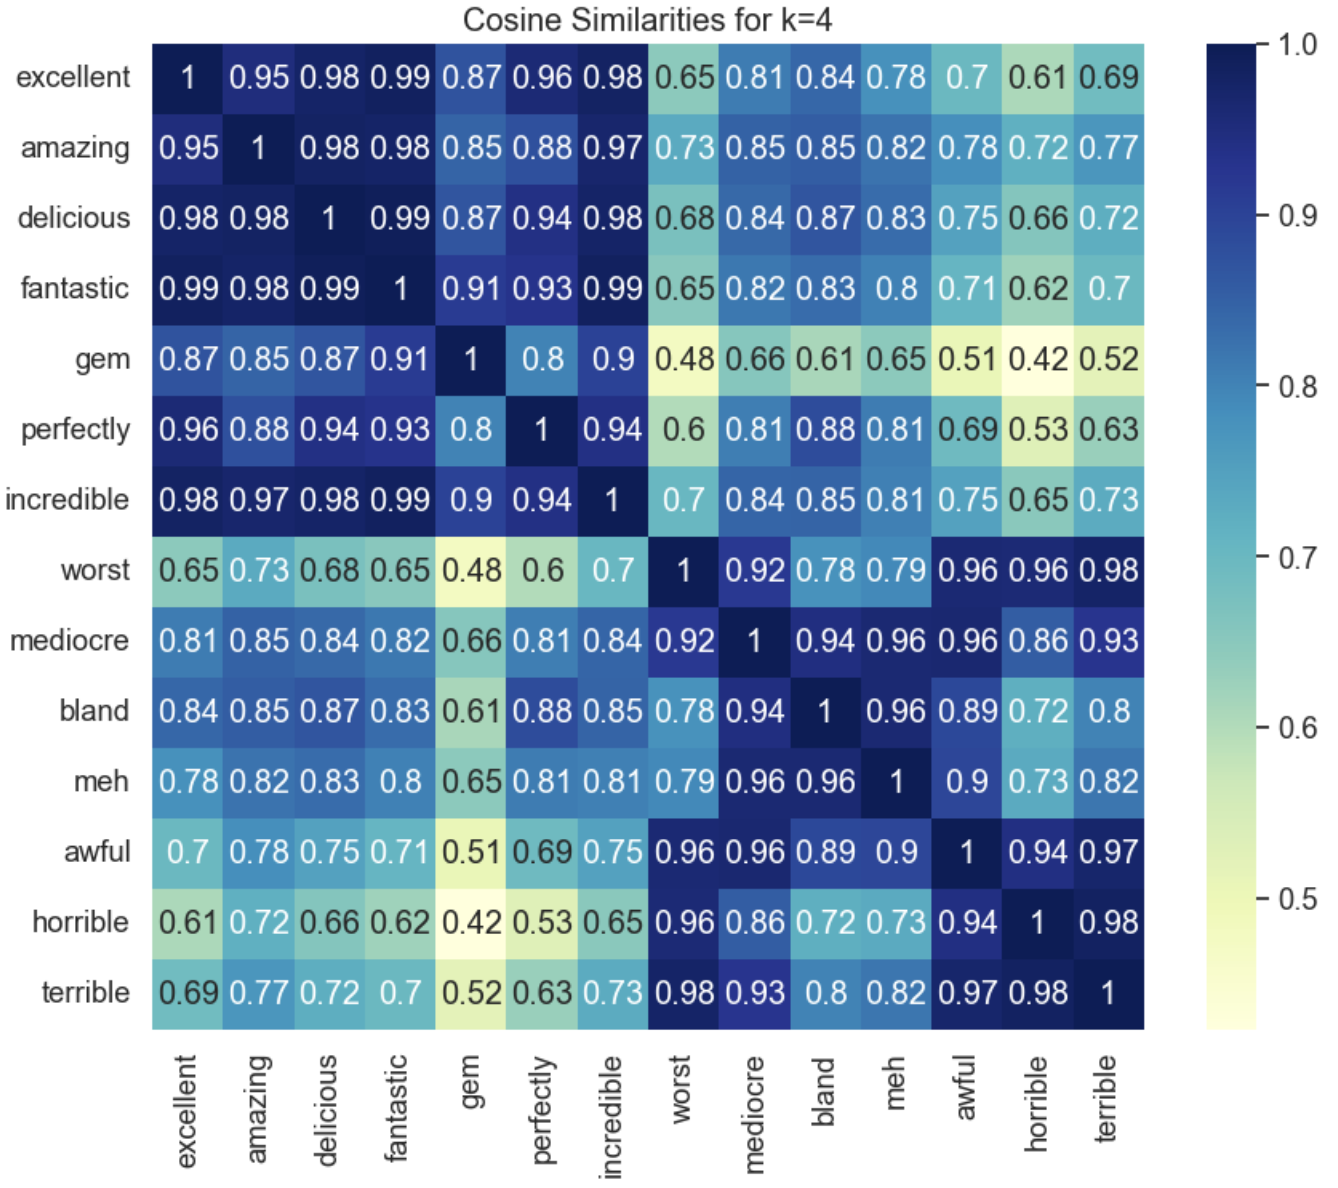 Cosine Similarities for k=4
excellent 1 0.95 0.98 0.99 0.87 0.96 0.98 0.65 0.81 0.84 0.78 0.7 0.61 0.69
amazing 0.95 1 0.98 0.98 0.85 0.88 0.97 0.73 0.85 0.85 0.82 0.78 0.72 0.77
delicious 0.98 0.98 1 0.99 0.87 0.94 0.98 0.68 0.84 0.87 0.83 0.75 0.66 0.72
fantastic 0.99 0.98 0.99 1 0.91 0.93 0.99 0.65 0.82 0.83 0.8 0.71 0.62 0.7
gem 0.87 0.85 0.87 0.91 1 0.8 0.9 0.48 0.66 0.61 0.65 0.51 0.42 0.52
perfectly 0.96 0.88 0.94 0.93 0.8 1 0.94 0.6 0.81 0.88 0.81 0.69 0.53 0.63
incredible 0.98 0.97 0.98 0.99 0.9 0.94 1 0.7 0.84 0.85 0.81 0.75 0.65 0.73
worst 0.65 0.73 0.68 0.65 0.48 0.6 0.7 1 0.92 0.78 0.79 0.96 0.96 0.98
mediocre 0.81 0.85 0.84 0.82 0.66 0.81 0.84 0.92 1 0.94 0.96 0.96 0.86 0.93
bland 0.84 0.85 0.87 0.83 0.61 0.88 0.85 0.78 0.94 1 0.96 0.89 0.72 0.8
meh 0.78 0.82 0.83 0.8 0.65 0.81 0.81 0.79 0.96 0.96 1 0.9 0.73 0.82
awful 0.7 0.78 0.75 0.71 0.51 0.69 0.75 0.96 0.96 0.89 0.9 1 0.94 0.97
horrible 0.61 0.72 0.66 0.62 0.42 0.53 0.65 0.96 0.86 0.72 0.73 0.94 1 0.98
terrible 0.69 0.77 0.72 0.7 0.52 0.63 0.73 0.98 0.93 0.8 0.82 0.97 0.98 1
excellent amazing delicious fantastic gem perfectly incredible worst mediocre bland meh awful horrible terrible
1.0
0.9
0.8
0.7
0.6
0.5